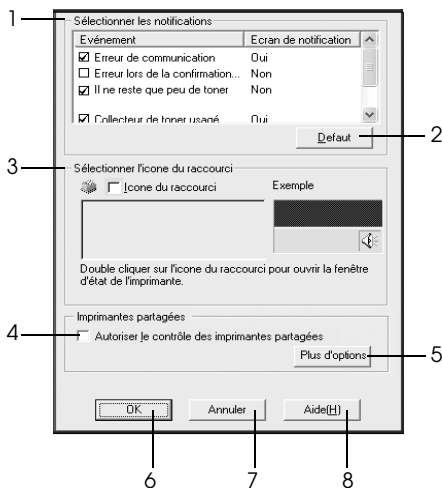 1
Sélectionner les notifications
Evénement Ecran de notification
Erreur de communication Oui
Erreur lors de la confirmation... Non
Il ne reste que peu de toner Non
Collecteur de toner usagé Oui
Defaut
2
3
Sélectionner l'icone du raccourci
Icone du raccourci Exemple
Double cliquer sur l'icone du raccourci pour ouvrir la fenêtre
d'état de l'imprimante.
Imprimantes partagées
4
Autoriser le contrôle des imprimantes partagées
Plus d'options
5
OK Annuler Aide(H)
6 7 8